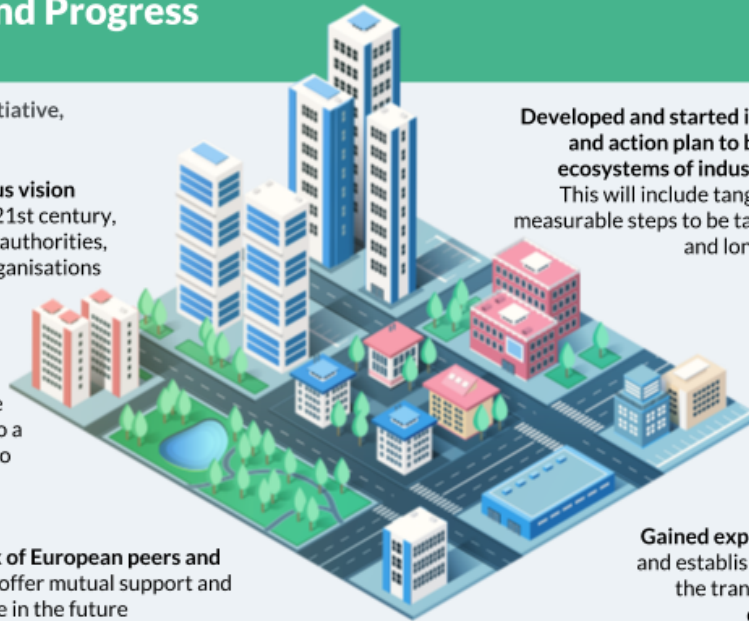 nd Progress
tiative,
us vision
21st century,
authorities,
ganisations
e
o a
o
k of European peers and
offer mutual support and
e in the future
Developed and started i
and action plan to b
ecosystems of indus
This will include tang
measurable steps to be ta
and lon
Gained exp
and establis
the tran